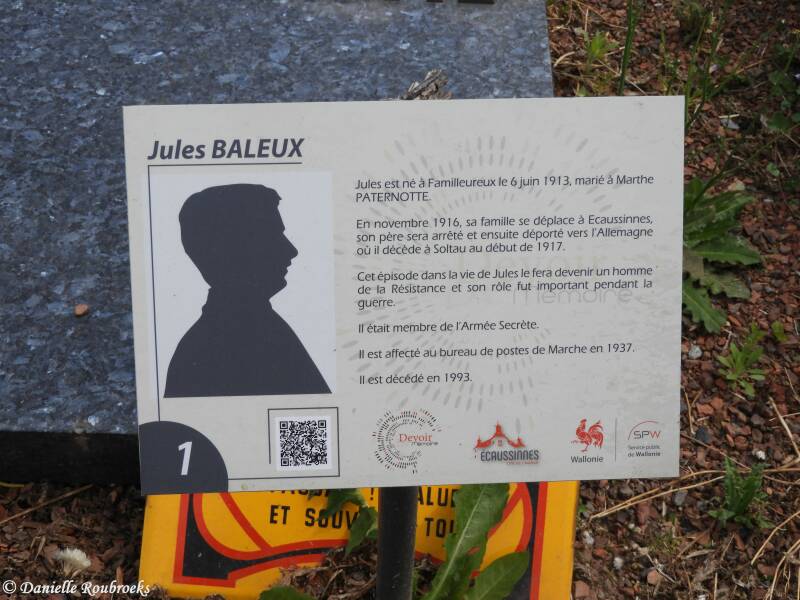 Jules BALEUX
Jules est né à Familleureux le 6 juin 1913, marié à Marthe
PATERNOTTE.
En novembre 1916, sa famille se déplace à Ecaussinnes,
son père sera arrêté et ensuite déporté vers l'Allemagne
où il décède à Soltau au début de 1917.
Cet épisode dans la vie de Jules le fera devenir un homme
de la Résistance et son rôle fut important pendant la
guerre.
Il était membre de l'Armée Secrète.
Il est affecté au bureau de postes de Marche en 1937.
Il est décédé en 1993.
1
Devoir
mémoire
ECAUSSINNES
Wallonie
SPW
Service public
de Wallonie
ET SOU
© Danielle Roubroeks